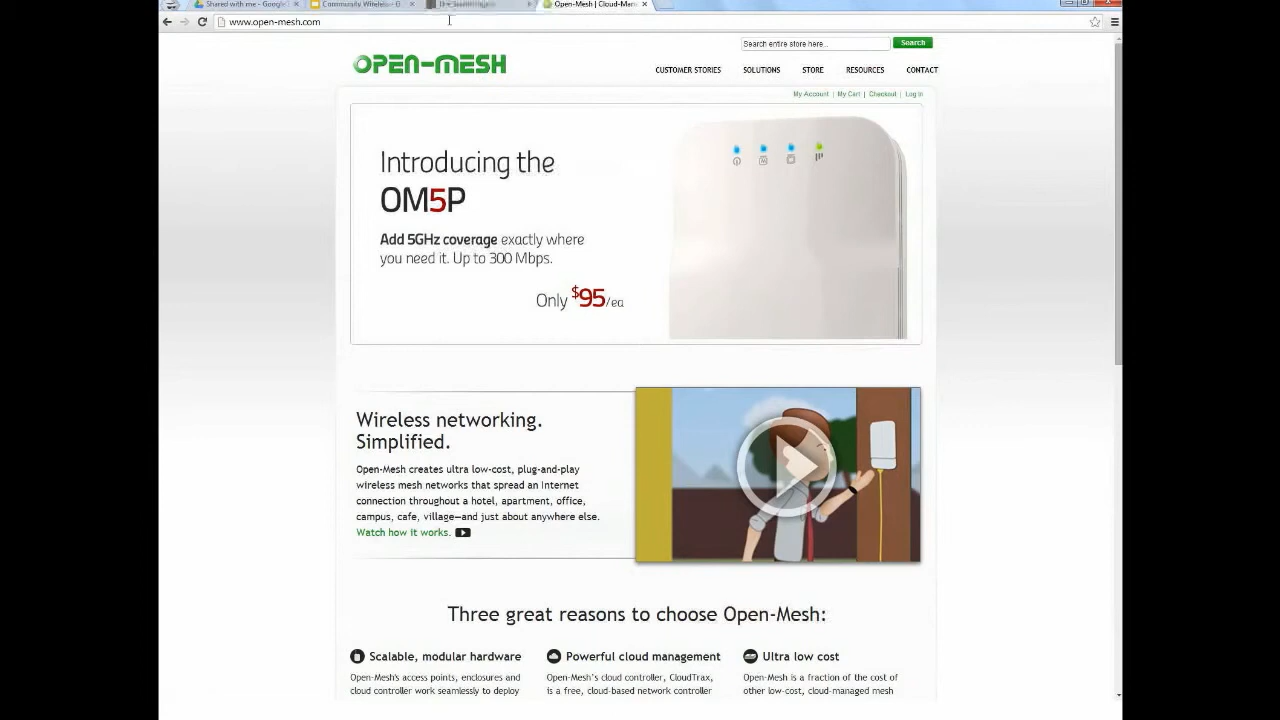 Shared with me - Google
Community Wireless
Open-Mesh | Cloud-Man
www.open-mesh.com
Search entire store here...
Search
OPEN-MESH
CUSTOMER STORIES SOLUTIONS STORE RESOURCES CONTACT
My Account | My Cart | Checkout | Log In
Introducing the
OM5P
Add 5GHz coverage exactly where
you need it. Up to 300 Mbps.
Only $95/ea
Wireless networking.
Simplified.
Open-Mesh creates ultra low-cost, plug-and-play
wireless mesh networks that spread an Internet
connection throughout a hotel, apartment, office,
campus, cafe, village—and just about anywhere else.
Watch how it works.
Three great reasons to choose Open-Mesh:
Scalable, modular hardware
Open-Mesh's access points, enclosures and
cloud controller work seamlessly to deploy
Powerful cloud management
Open-Mesh's cloud controller, CloudTrax,
is a free, cloud-based network controller
Ultra low cost
Open-Mesh is a fraction of the cost of
other low-cost, cloud-managed mesh